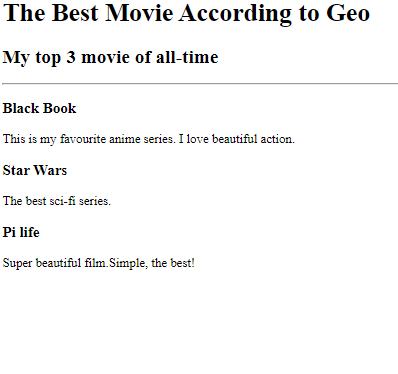 The Best Movie According to Geo
My top 3 movie of all-time
Black Book
This is my favourite anime series. I love beautiful action.
Star Wars
The best sci-fi series.
Pi life
Super beautiful film.Simple, the best!